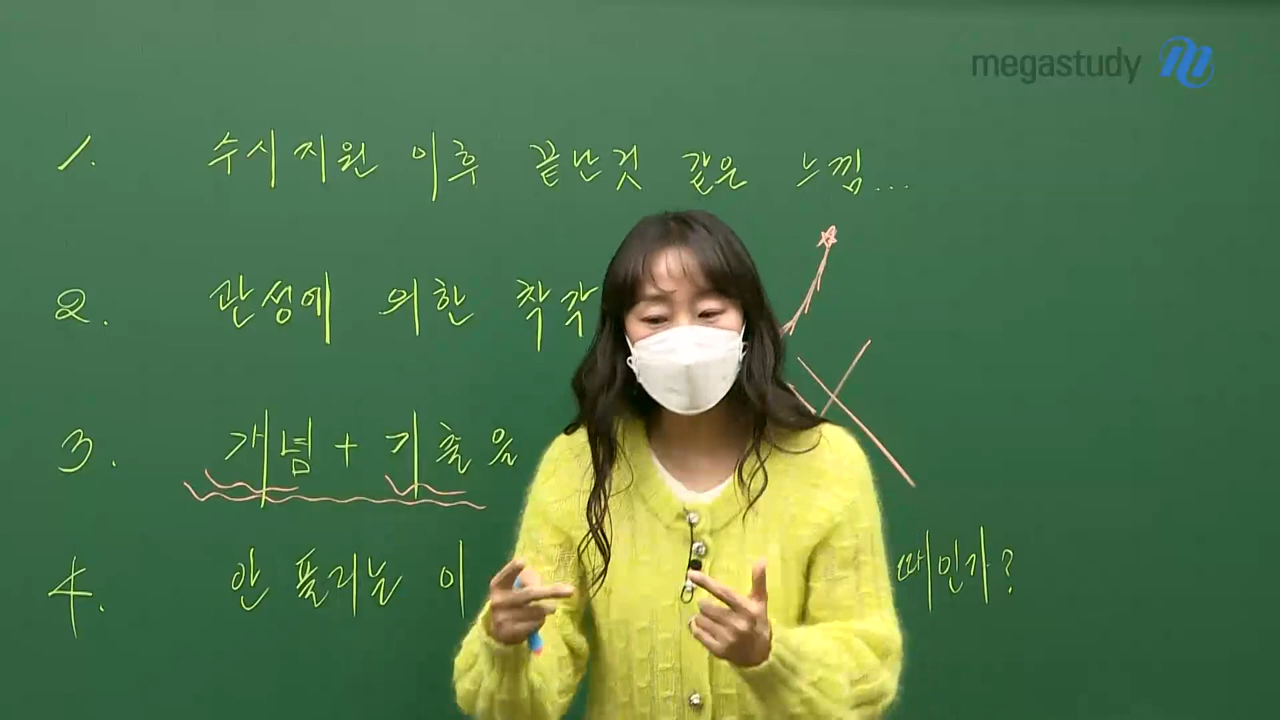 megastudy
1. 수시지원 이후 끝난것 같은 느낌...
2. 관성에 의한 착각
3. 개념 + 기출을
4. 안 풀리는 이 때인가?